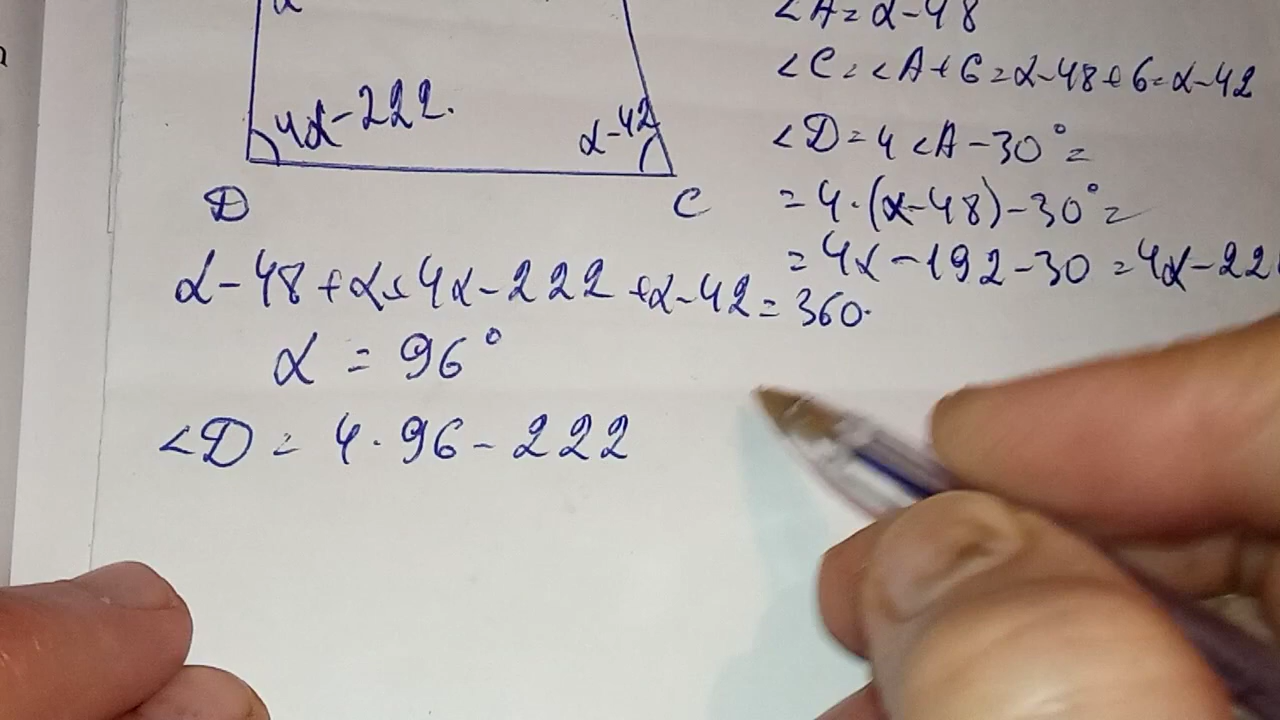 α
∠A=α-48
∠C=∠A+6=α-48+6=α-42
4α-222.
α-42
∠D=4∠A-30°=
=4·(α-48)-30°=
=4α-192-30=4α-22
D
C
α-48+α+4α-222+α-42=360.
α=96°
∠D=4·96-222